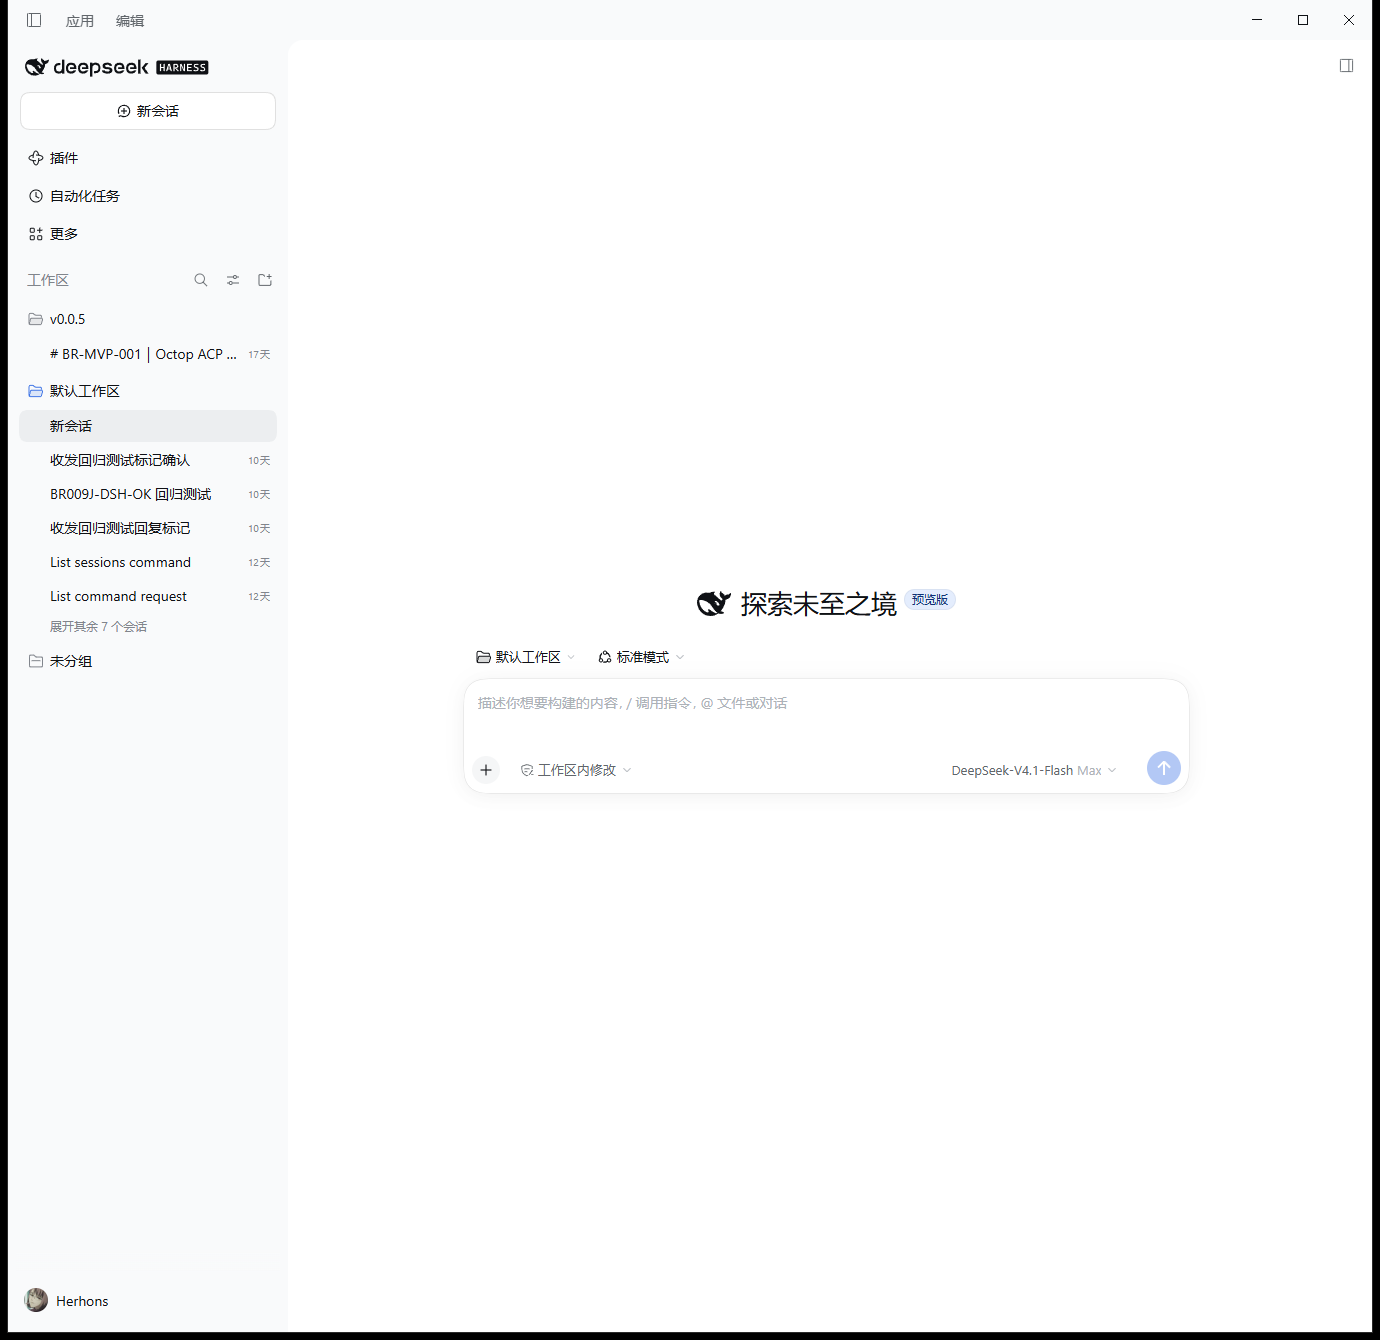 应用 编辑
deepseek HARNESS
新会话
插件
自动化任务
更多
工作区
v0.0.5
# BR-MVP-001 | Octop ACP ... 17天
默认工作区
新会话
收发回归测试标记确认 10天
BR009J-DSH-OK 回归测试 10天
收发回归测试回复标记 10天
List sessions command 12天
List command request 12天
展开其余 7 个会话
未分组
Herhons
探索未至之境 预览版
默认工作区 标准模式
描述你想要构建的内容, / 调用指令, @ 文件或对话
工作区内修改 DeepSeek-V4.1-Flash Max